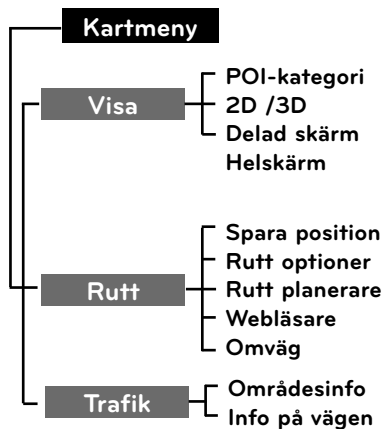 Kartmeny
Visa
POI-kategori
2D /3D
Delad skärm
Helskärm
Rutt
Spara position
Rutt optioner
Rutt planerare
Webläsare
Omväg
Trafik
Områdesinfo
Info på vägen